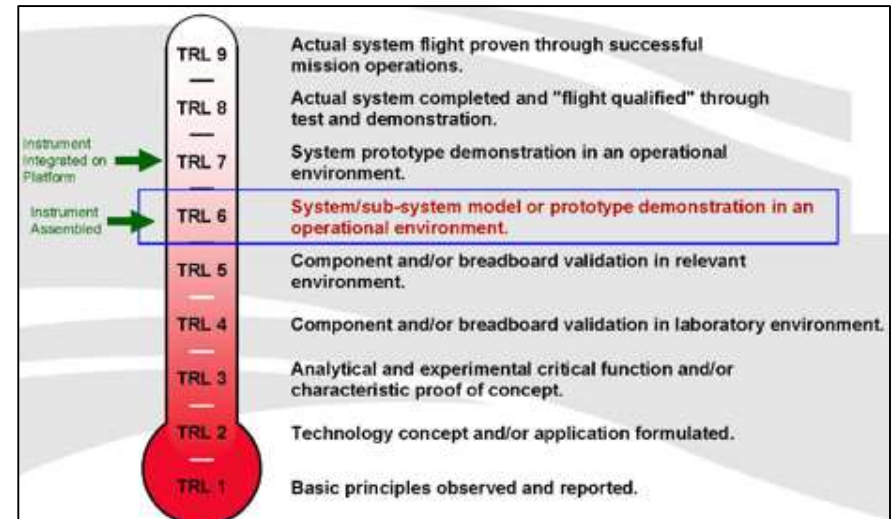 TRL 9
Actual system flight proven through successful
mission operations.
TRL 8
Actual system completed and "flight qualified" through
test and demonstration.
Instrument
Integrated on
Platform
TRL 7
System prototype demonstration in an operational
environment.
Instrument
Assembled
TRL 6
System/sub-system model or prototype demonstration in an
operational environment.
TRL 5
Component and/or breadboard validation in relevant
environment.
TRL 4
Component and/or breadboard validation in laboratory environment.
TRL 3
Analytical and experimental critical function and/or
characteristic proof of concept.
TRL 2
Technology concept and/or application formulated.
TRL 1
Basic principles observed and reported.